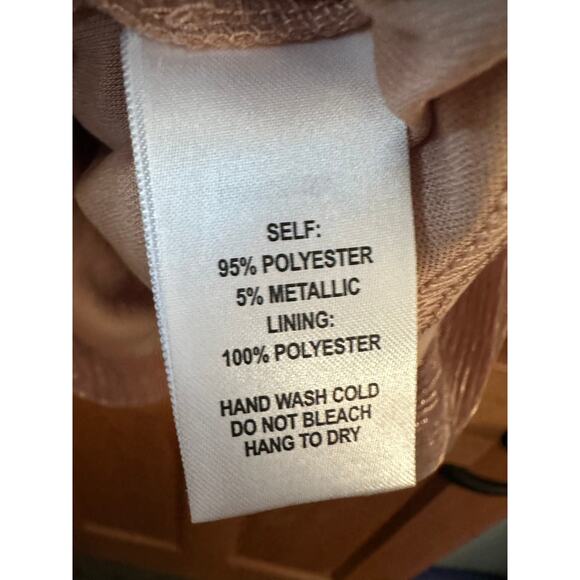 SELF:
95% POLYESTER
5% METALLIC
LINING:
100% POLYESTER
HAND WASH COLD
DO NOT BLEACH
HANG TO DRY